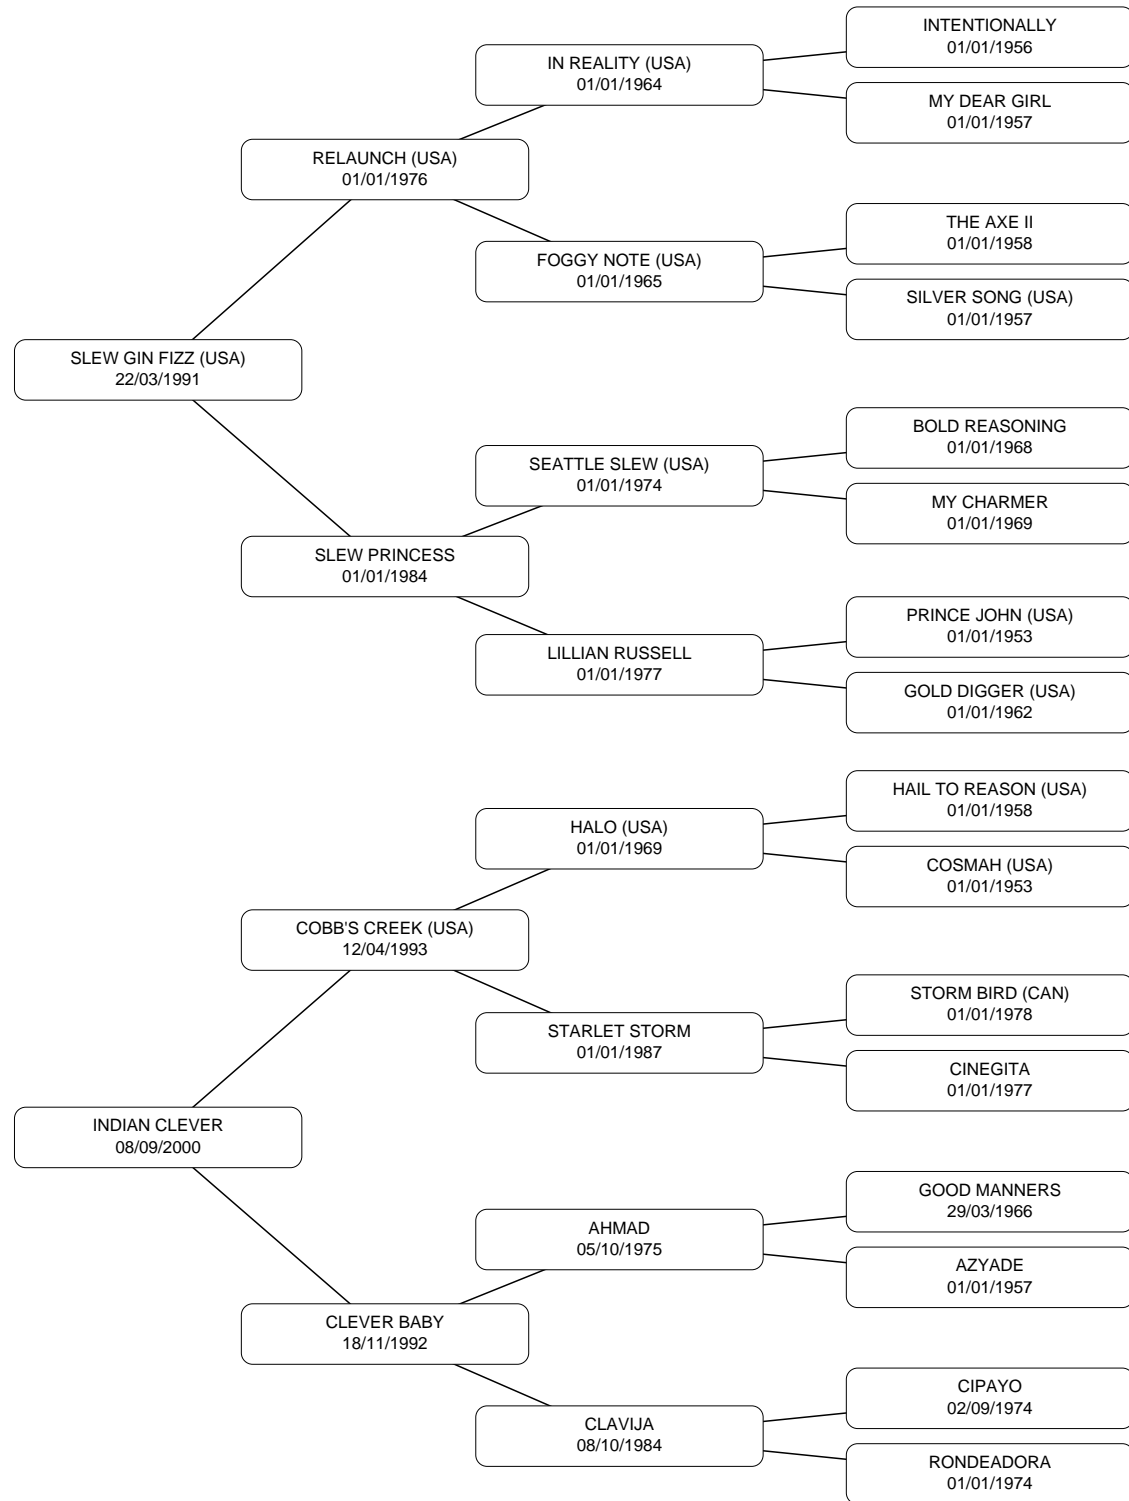 INTENTIONALLY
01/01/1956
IN REALITY (USA)
01/01/1964
MY DEAR GIRL
01/01/1957
RELAUNCH (USA)
01/01/1976
THE AXE II
01/01/1958
FOGGY NOTE (USA)
01/01/1965
SILVER SONG (USA)
01/01/1957
SLEW GIN FIZZ (USA)
22/03/1991
BOLD REASONING
01/01/1968
SEATTLE SLEW (USA)
01/01/1974
MY CHARMER
01/01/1969
SLEW PRINCESS
01/01/1984
PRINCE JOHN (USA)
01/01/1953
LILLIAN RUSSELL
01/01/1977
GOLD DIGGER (USA)
01/01/1962
HAIL TO REASON (USA)
01/01/1958
HALO (USA)
01/01/1969
COSMAH (USA)
01/01/1953
COBB'S CREEK (USA)
12/04/1993
STORM BIRD (CAN)
01/01/1978
STARLET STORM
01/01/1987
CINEGITA
01/01/1977
INDIAN CLEVER
08/09/2000
GOOD MANNERS
29/03/1966
AHMAD
05/10/1975
AZYADE
01/01/1957
CLEVER BABY
18/11/1992
CIPAYO
02/09/1974
CLAVIJA
08/10/1984
RONDEADORA
01/01/1974